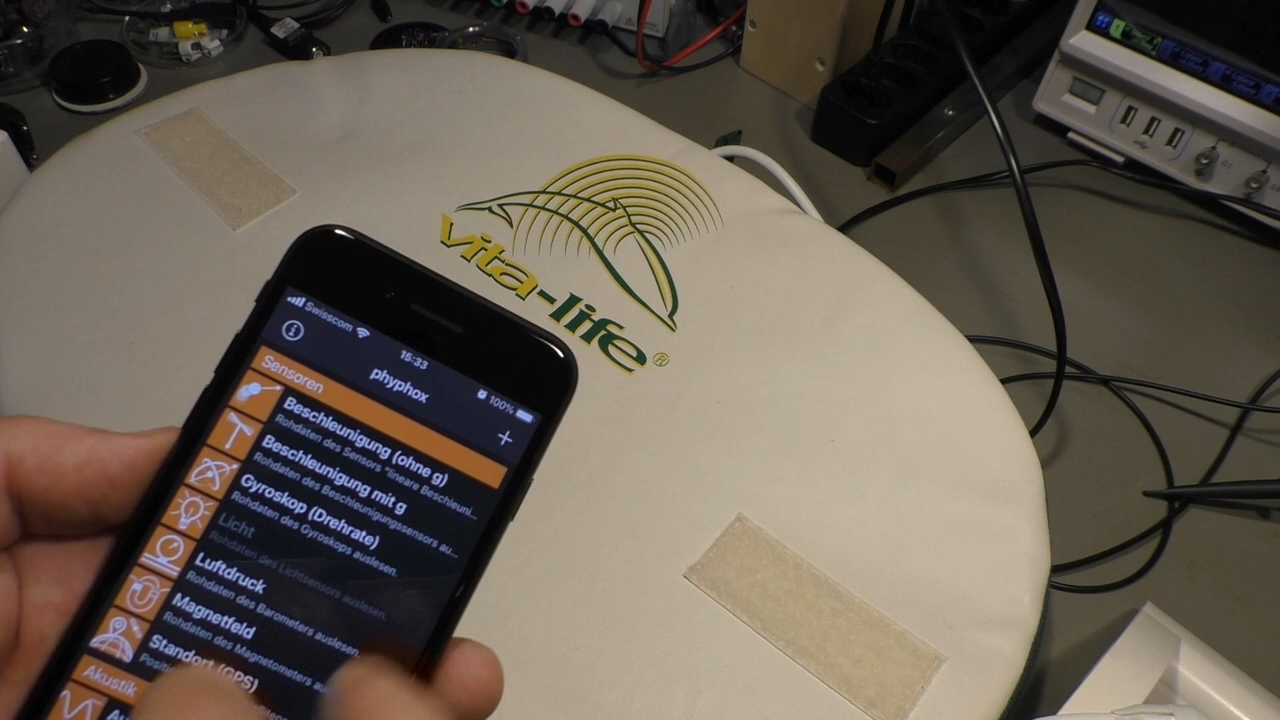 vita-life®
Swisscom
15:33
100%
phyphox
Sensoren
Beschleunigung (ohne g)
Rohdaten des Sensors "lineare Beschleuni...
Beschleunigung mit g
Rohdaten des Beschleunigungssensors au...
Gyroskop (Drehrate)
Rohdaten des Gyroskops auslesen.
Licht
Rohdaten des Lichtsensors auslesen.
Luftdruck
Rohdaten des Barometers auslesen.
Magnetfeld
Rohdaten des Magnetometers au
Standort (GPS)
Akustik